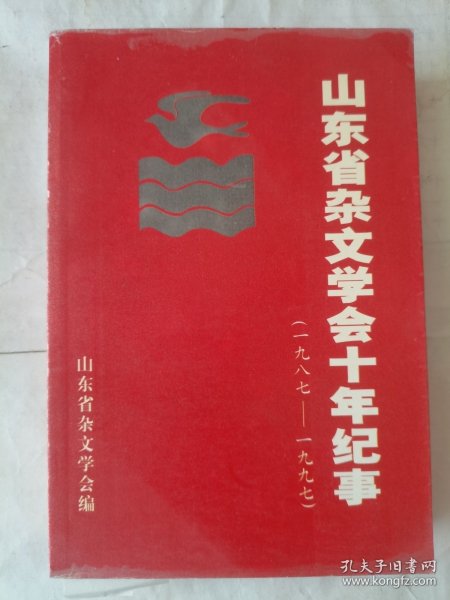 山东省杂文学会十年纪事
(一九八七——一九九七)
山东省杂文学会编
孔夫子旧书网
www.kongfz.com